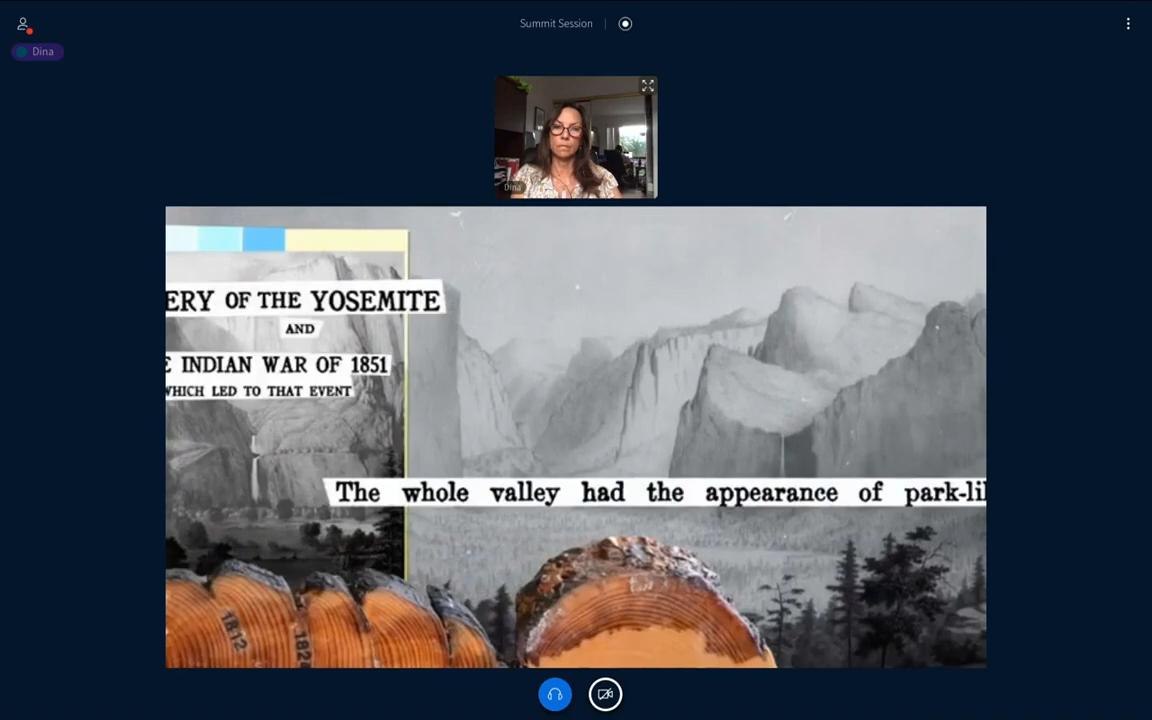 Summit Session
Dina
Dina
ERY OF THE YOSEMITE
AND
E INDIAN WAR OF 1851
WHICH LED TO THAT EVENT
The whole valley had the appearance of park-li
1812
182